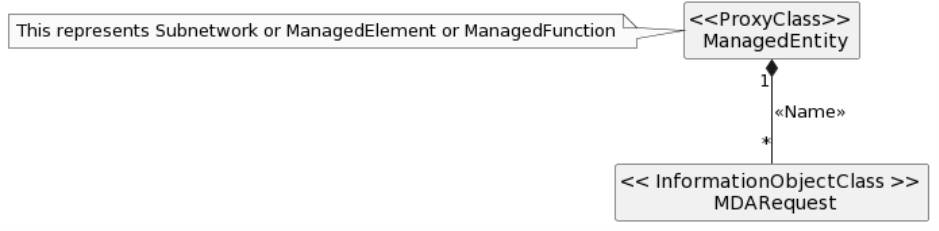 This represents Subnetwork or ManagedElement or ManagedFunction
<<ProxyClass>>
ManagedEntity
1
«Name»
*
<< InformationObjectClass >>
MDARequest